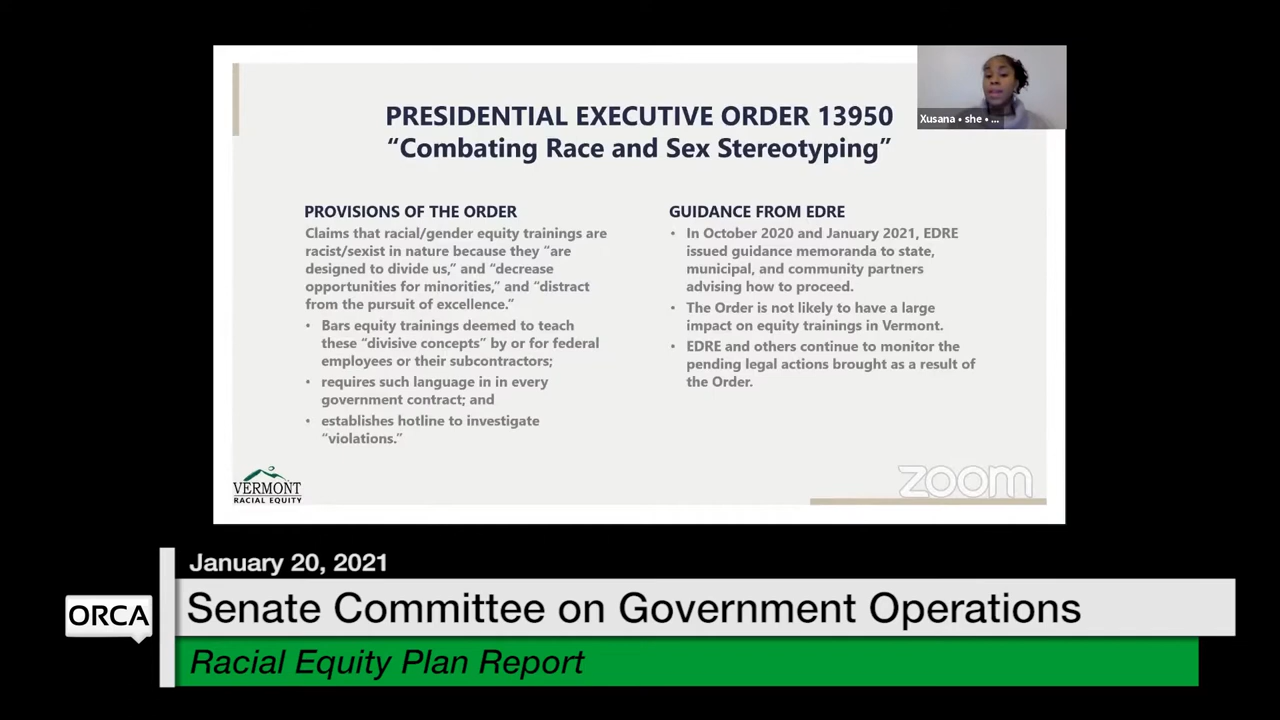 PRESIDENTIAL EXECUTIVE ORDER 13950
“Combating Race and Sex Stereotyping”
Xusana • she • ...
PROVISIONS OF THE ORDER
Claims that racial/gender equity trainings are
racist/sexist in nature because they “are
designed to divide us,” and “decrease
opportunities for minorities,” and “distract
from the pursuit of excellence.”
• Bars equity trainings deemed to teach
these “divisive concepts” by or for federal
employees or their subcontractors;
• requires such language in in every
government contract; and
• establishes hotline to investigate
“violations.”
GUIDANCE FROM EDRE
• In October 2020 and January 2021, EDRE
issued guidance memoranda to state,
municipal, and community partners
advising how to proceed.
• The Order is not likely to have a large
impact on equity trainings in Vermont.
• EDRE and others continue to monitor the
pending legal actions brought as a result of
the Order.
VERMONT
RACIAL EQUITY
zoom
January 20, 2021
ORCA
Senate Committee on Government Operations
Racial Equity Plan Report